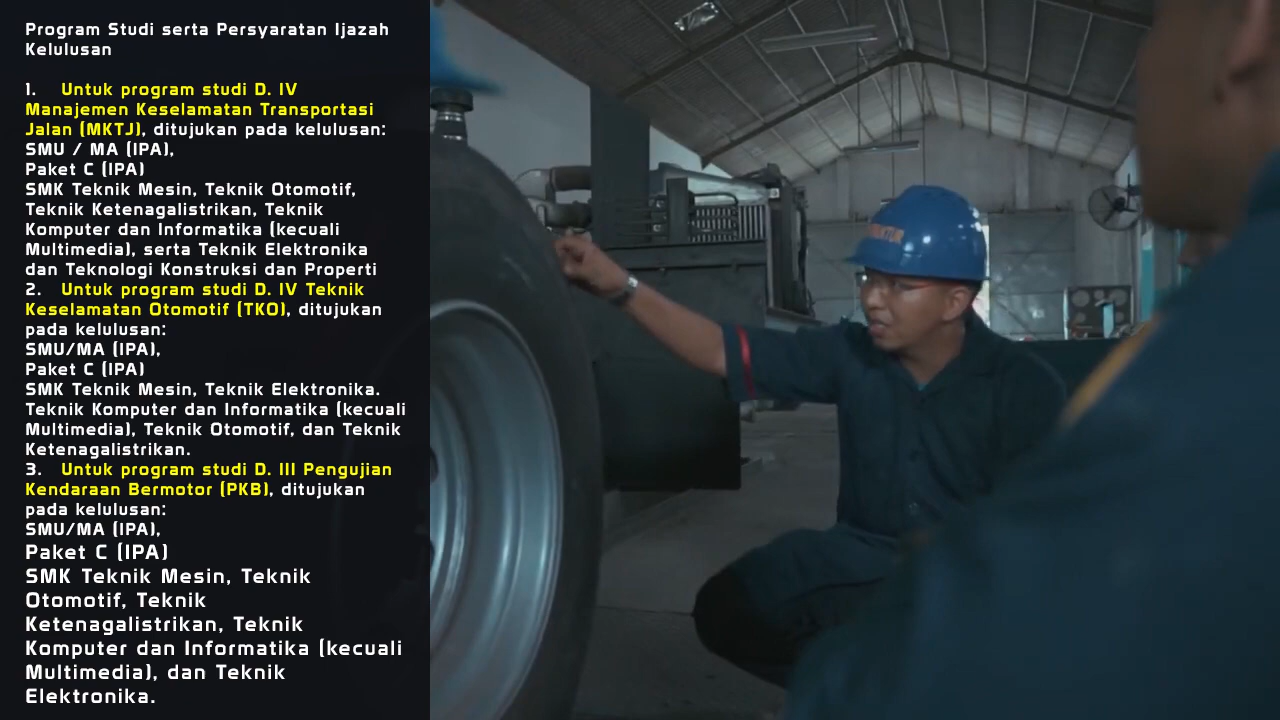 Program Studi serta Persyaratan Ijazah
Kelulusan
1. Untuk program studi D. IV
Manajemen Keselamatan Transportasi
Jalan (MKTJ), ditujukan pada kelulusan:
SMU / MA (IPA),
Paket C (IPA)
SMK Teknik Mesin, Teknik Otomotif,
Teknik Ketenagalistrikan, Teknik
Komputer dan Informatika (kecuali
Multimedia), serta Teknik Elektronika
dan Teknologi Konstruksi dan Properti
2. Untuk program studi D. IV Teknik
Keselamatan Otomotif (TKO), ditujukan
pada kelulusan:
SMU/MA (IPA),
Paket C (IPA)
SMK Teknik Mesin, Teknik Elektronika.
Teknik Komputer dan Informatika (kecuali
Multimedia), Teknik Otomotif, dan Teknik
Ketenagalistrikan.
3. Untuk program studi D. III Pengujian
Kendaraan Bermotor (PKB), ditujukan
pada kelulusan:
SMU/MA (IPA),
Paket C (IPA)
SMK Teknik Mesin, Teknik
Otomotif, Teknik
Ketenagalistrikan, Teknik
Komputer dan Informatika (kecuali
Multimedia), dan Teknik
Elektronika.